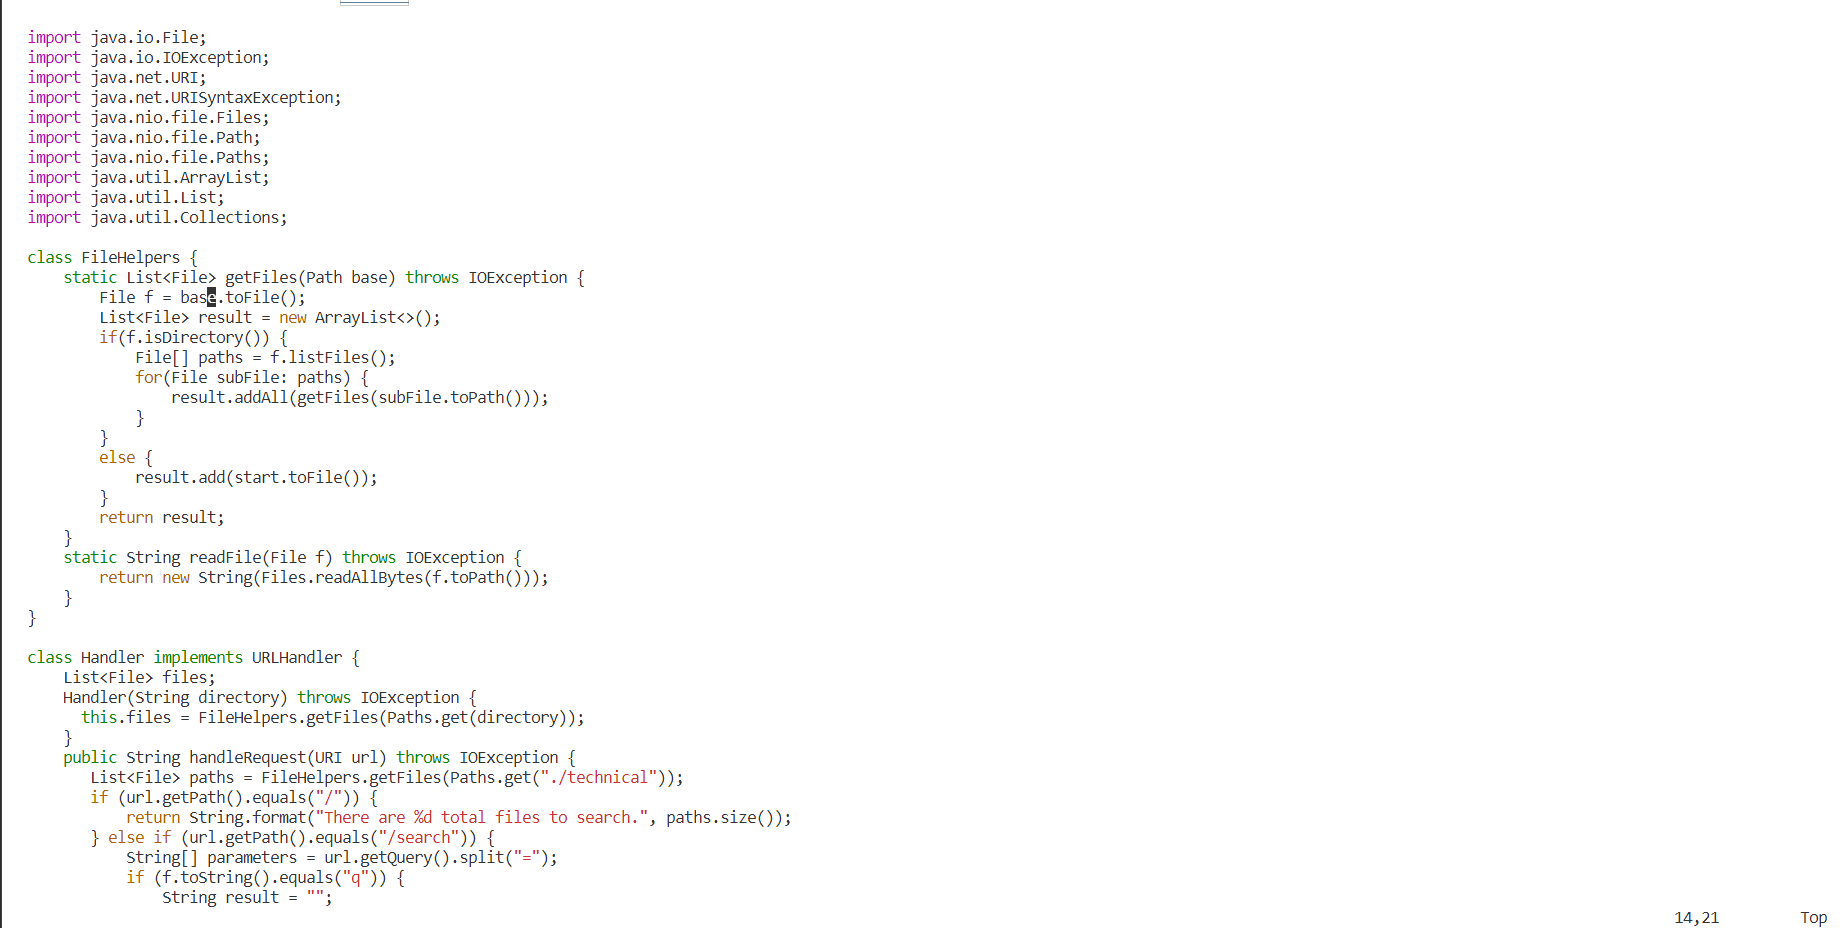 import java.io.File;
import java.io.IOException;
import java.net.URI;
import java.net.URISyntaxException;
import java.nio.file.Files;
import java.nio.file.Path;
import java.nio.file.Paths;
import java.util.ArrayList;
import java.util.List;
import java.util.Collections;

class FileHelpers {
    static List<File> getFiles(Path base) throws IOException {
        File f = base.toFile();
        List<File> result = new ArrayList<>();
        if(f.isDirectory()) {
            File[] paths = f.listFiles();
            for(File subFile: paths) {
                result.addAll(getFiles(subFile.toPath()));
            }
        }
        else {
            result.add(start.toFile());
        }
        return result;
    }
    static String readFile(File f) throws IOException {
        return new String(Files.readAllBytes(f.toPath()));
    }
}

class Handler implements URLHandler {
    List<File> files;
    Handler(String directory) throws IOException {
      this.files = FileHelpers.getFiles(Paths.get(directory));
    }
    public String handleRequest(URI url) throws IOException {
       List<File> paths = FileHelpers.getFiles(Paths.get("./technical"));
       if (url.getPath().equals("/")) {
           return String.format("There are %d total files to search.", paths.size());
       } else if (url.getPath().equals("/search")) {
           String[] parameters = url.getQuery().split("=");
           if (f.toString().equals("q")) {
               String result = "";
14,21 Top